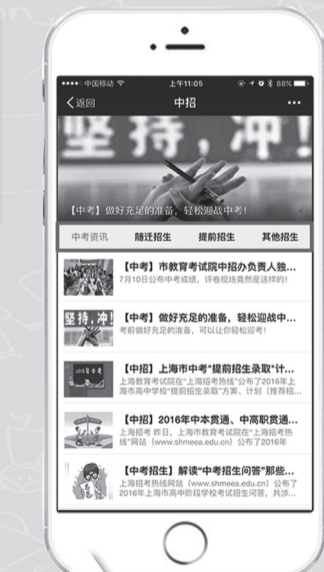 中国移动
上午11:05
88%
返回
中招
坚持，冲！
【中考】做好充足的准备，轻松迎战中考！
中考资讯 随迁招生 提前招生 其他招生
【中考】市教育考试院中招办负责人独...
7月10日公布中考成绩，评卷现场竟然是这样的！
坚持，冲！
【中考】做好充足的准备，轻松迎战中...
考前做好充足的准备，可以让你轻松迎考！
【中招】上海市中考“提前招生录取”计...
上海教育考试院在“上海招考热线”公布了2016年上
海市高中学校“提前招生录取”方案、计划（推荐招...
【中招】2016年中本贯通、中高职贯通...
上海招考 昨日，上海市教育考试院在“上海招考热
线”网站（www.shmeea.edu.cn）公布了2016年
【中考招生】解读“中考招生问答”那些...
上海招考热线网站（www.shmeea.edu.cn）公布了
2016年上海市高中阶段学校考试招生问答，共涉...